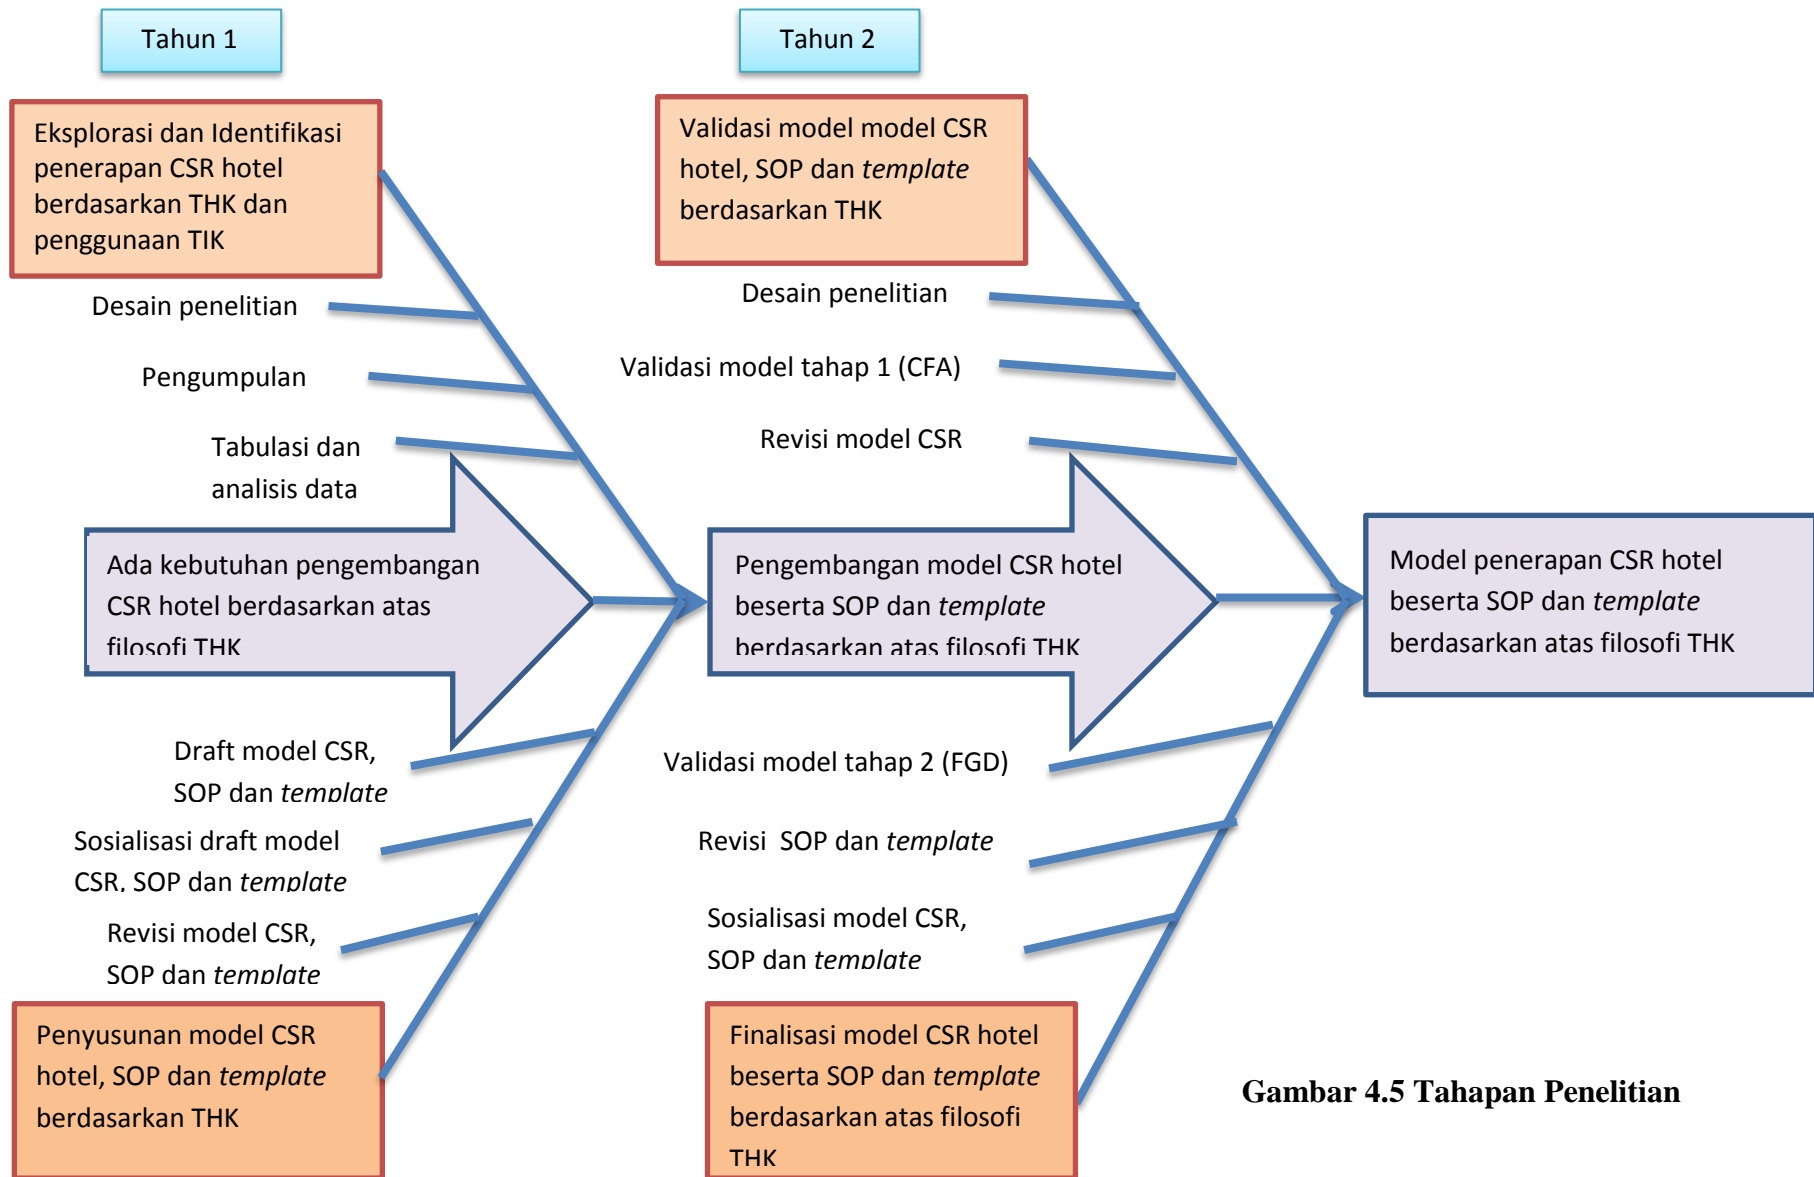 Tahun 1
Eksplorasi dan Identifikasi
penerapan CSR hotel
berdasarkan THK dan
penggunaan TIK
Desain penelitian
Pengumpulan
Tabulasi dan
analisis data
Ada kebutuhan pengembangan
CSR hotel berdasarkan atas
filosofi THK
Draft model CSR,
SOP dan template
Sosialisasi draft model
CSR, SOP dan template
Revisi model CSR,
SOP dan template
Penyusunan model CSR
hotel, SOP dan template
berdasarkan THK
Tahun 2
Validasi model model CSR
hotel, SOP dan template
berdasarkan THK
Desain penelitian
Validasi model tahap 1 (CFA)
Revisi model CSR
Pengembangan model CSR hotel
beserta SOP dan template
berdasarkan atas filosofi THK
Validasi model tahap 2 (FGD)
Revisi  SOP dan template
Sosialisasi model CSR,
SOP dan template
Finalisasi model CSR hotel
beserta SOP dan template
berdasarkan atas filosofi
THK
Model penerapan CSR hotel
beserta SOP dan template
berdasarkan atas filosofi THK
Gambar 4.5 Tahapan Penelitian